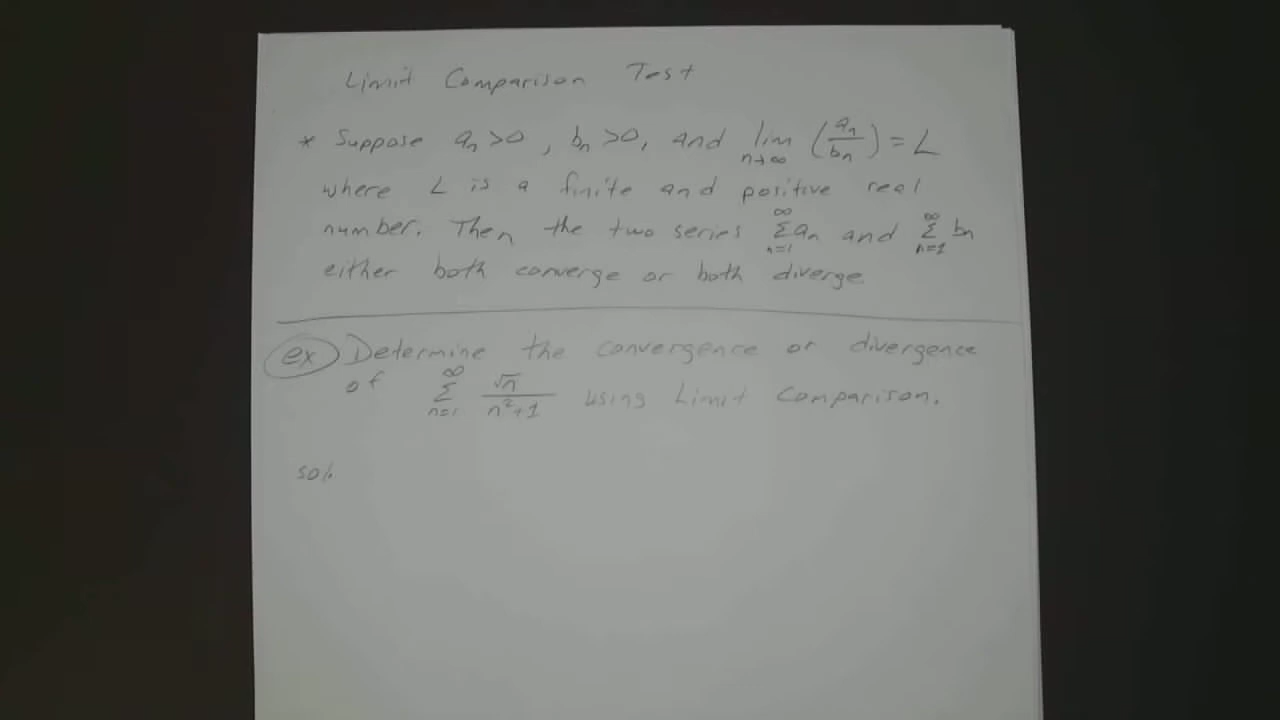 Limit Comparison Test
* Suppose aₙ>0, bₙ>0, and lim n→∞ (aₙ/bₙ) = L
where L is a finite and positive real
number. Then the two series ∞ Σ n=1 aₙ and ∞ Σ n=1 bₙ
either both converge or both diverge.
ex Determine the convergence or divergence
of ∞ Σ n=1 √n/(n²+1) using Limit Comparison.
soln